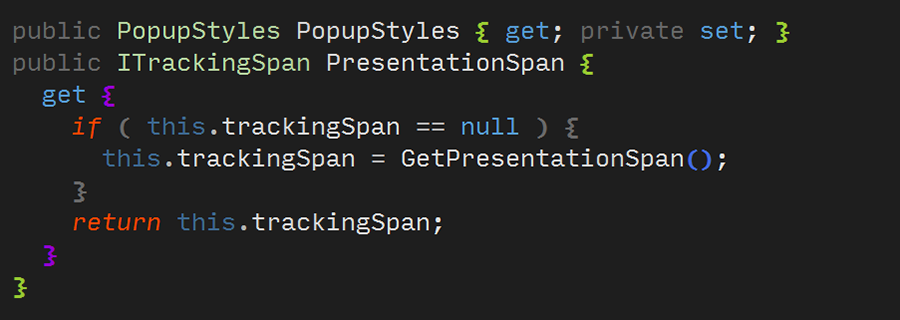 public PopupStyles PopupStyles { get; private set; }
public ITrackingSpan PresentationSpan {
  get {
    if ( this.trackingSpan == null ) {
      this.trackingSpan = GetPresentationSpan();
    }
    return this.trackingSpan;
  }
}